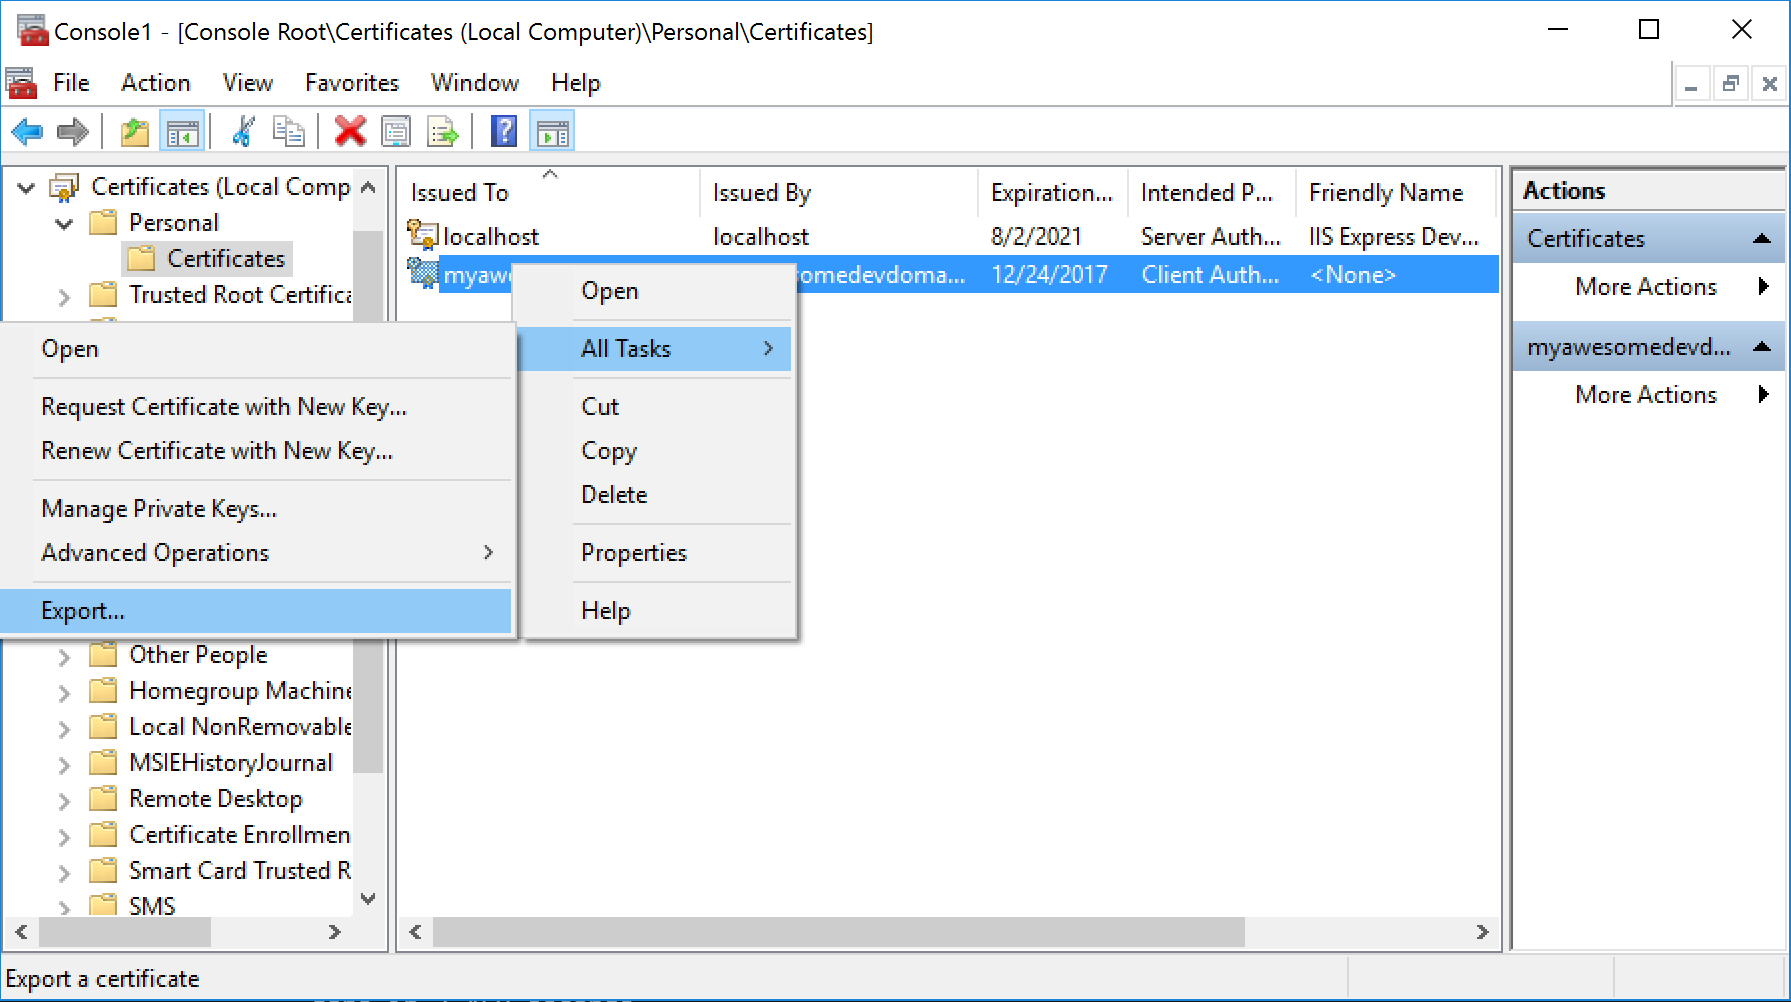 Console1 - [Console Root\Certificates (Local Computer)\Personal\Certificates]
File Action View Favorites Window Help
Certificates (Local Comp
Personal
Certificates
Trusted Root Certifica
Issued To Issued By Expiration... Intended P... Friendly Name
localhost localhost 8/2/2021 Server Auth... IIS Express Dev...
myaw omedevdoma... 12/24/2017 Client Auth... <None>
Open
All Tasks
Cut
Copy
Delete
Properties
Help
Open
Request Certificate with New Key...
Renew Certificate with New Key...
Manage Private Keys...
Advanced Operations
Export...
Other People
Homegroup Machine
Local NonRemovable
MSIEHistoryJournal
Remote Desktop
Certificate Enrollmen
Smart Card Trusted R
SMS
Actions
Certificates
More Actions
myawesomedevd...
More Actions
Export a certificate